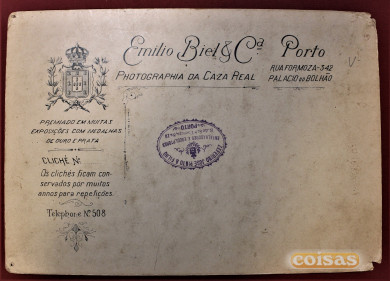 Emilio Biel & Cª Porto
PHOTOGRAPHIA DA CAZA REAL
RUA FORMOZA-342
PALACIO DO BOLHÃO
PREMIADO EM MUITAS
EXPOSIÇÕES COM MEDALHAS
DE OURO E PRATA
CLICHÉ Nº
Os clichés ficam con-
servados por muitos
annos para repetições.
Telephone Nº 508
PORTO
coisas